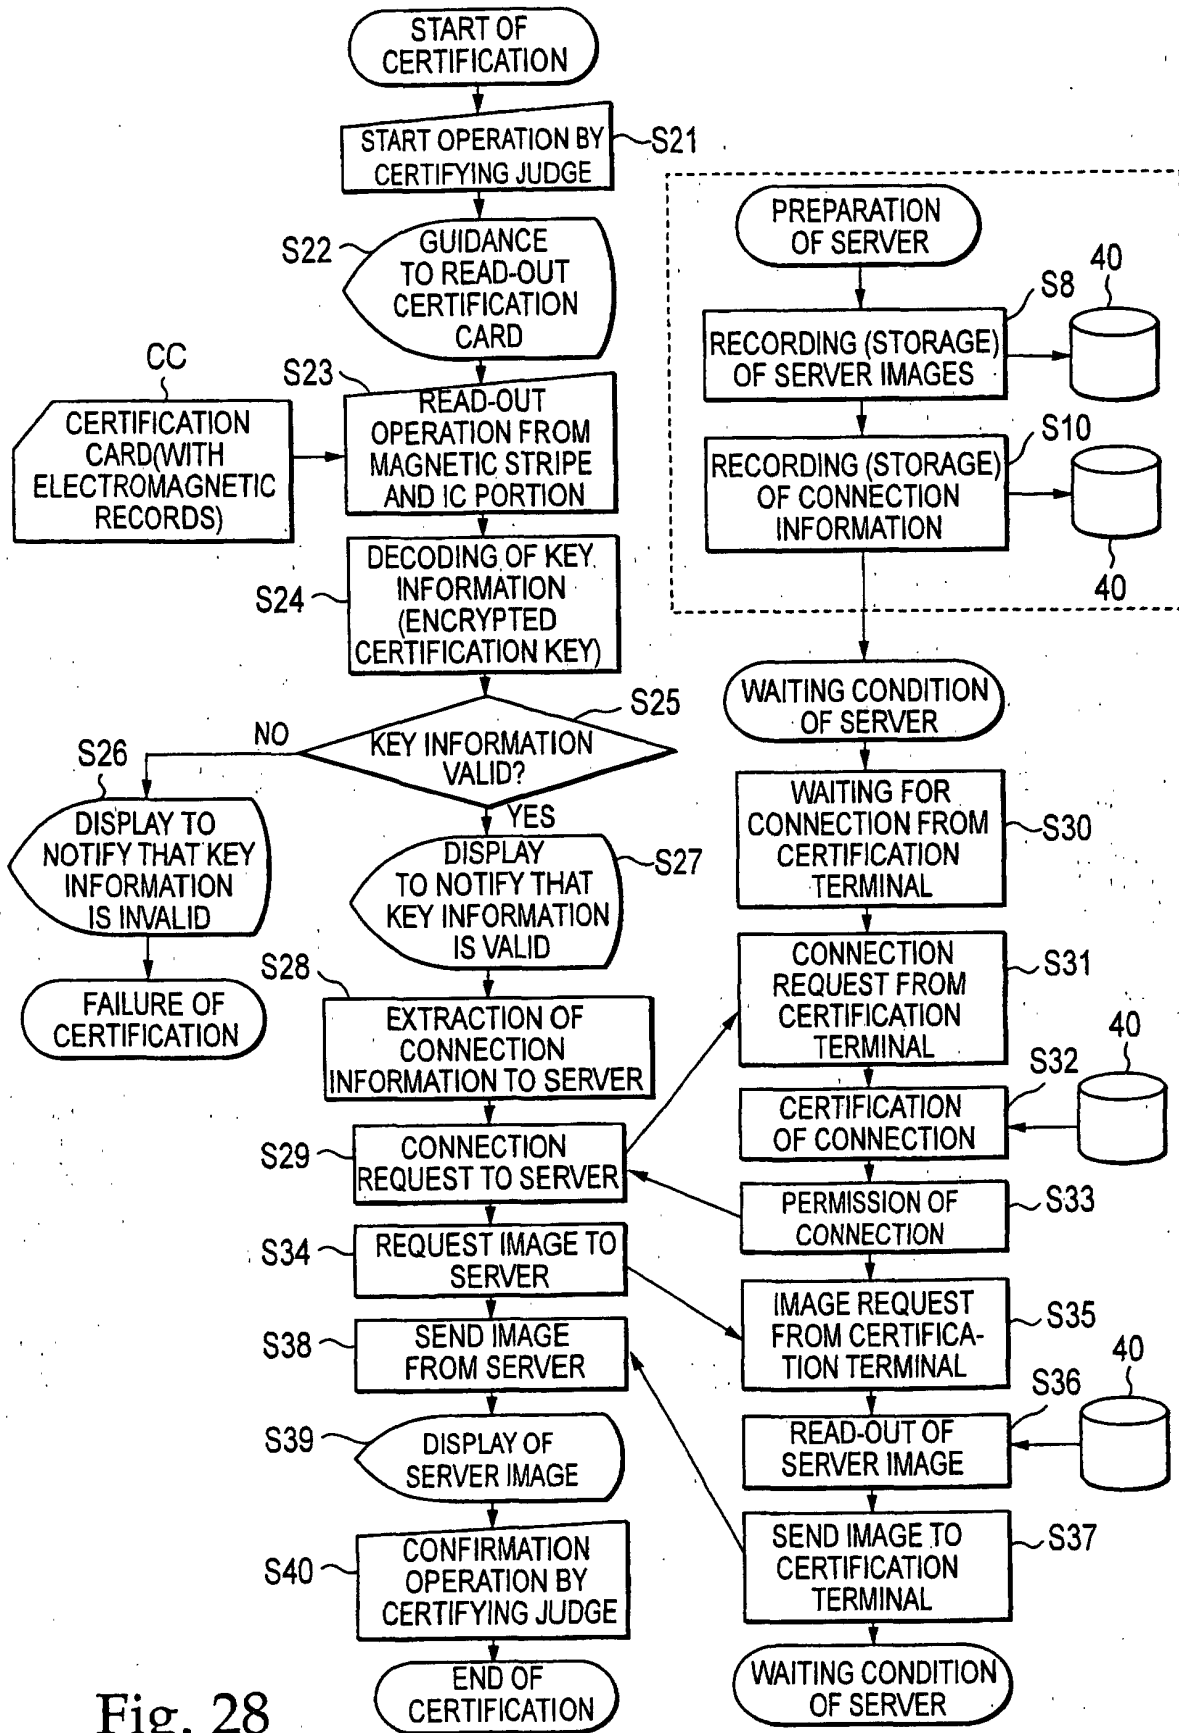 START OF
CERTIFICATION
START OPERATION BY
CERTIFYING JUDGE
S21
GUIDANCE
TO READ-OUT
CERTIFICATION
CARD
S22
CC
CERTIFICATION
CARD(WITH
ELECTROMAGNETIC
RECORDS)
S23
READ-OUT
OPERATION FROM
MAGNETIC STRIPE
AND IC PORTION
DECODING OF KEY
INFORMATION
(ENCRYPTED
CERTIFICATION KEY)
S24
S25
KEY INFORMATION
VALID?
NO
YES
S26
DISPLAY TO
NOTIFY THAT KEY
INFORMATION
IS INVALID
FAILURE OF
CERTIFICATION
DISPLAY
TO NOTIFY THAT
KEY INFORMATION
IS VALID
S27
S28
EXTRACTION OF
CONNECTION
INFORMATION TO SERVER
S29
CONNECTION
REQUEST TO SERVER
S34
REQUEST IMAGE TO
SERVER
S38
SEND IMAGE
FROM SERVER
S39
DISPLAY OF
SERVER IMAGE
S40
CONFIRMATION
OPERATION BY
CERTIFYING JUDGE
END OF
CERTIFICATION
PREPARATION
OF SERVER
S8
40
RECORDING (STORAGE)
OF SERVER IMAGES
S10
RECORDING (STORAGE)
OF CONNECTION
INFORMATION
40
WAITING CONDITION
OF SERVER
WAITING FOR
CONNECTION FROM
CERTIFICATION
TERMINAL
S30
CONNECTION
REQUEST FROM
CERTIFICATION
TERMINAL
S31
40
S32
CERTIFICATION
OF CONNECTION
PERMISSION OF
CONNECTION
S33
IMAGE REQUEST
FROM CERTIFICA-
TION TERMINAL
S35
40
S36
READ-OUT OF
SERVER IMAGE
SEND IMAGE TO
CERTIFICATION
TERMINAL
S37
WAITING CONDITION
OF SERVER
Fig. 28